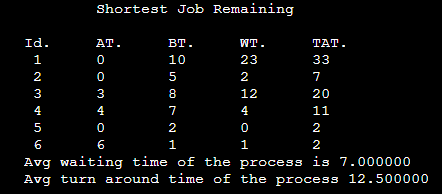 Shortest Job Remaining
Id. AT. BT. WT. TAT.
1 0 10 23 33
2 0 5 2 7
3 3 8 12 20
4 4 7 4 11
5 0 2 0 2
6 6 1 1 2
Avg waiting time of the process is 7.000000
Avg turn around time of the process 12.500000